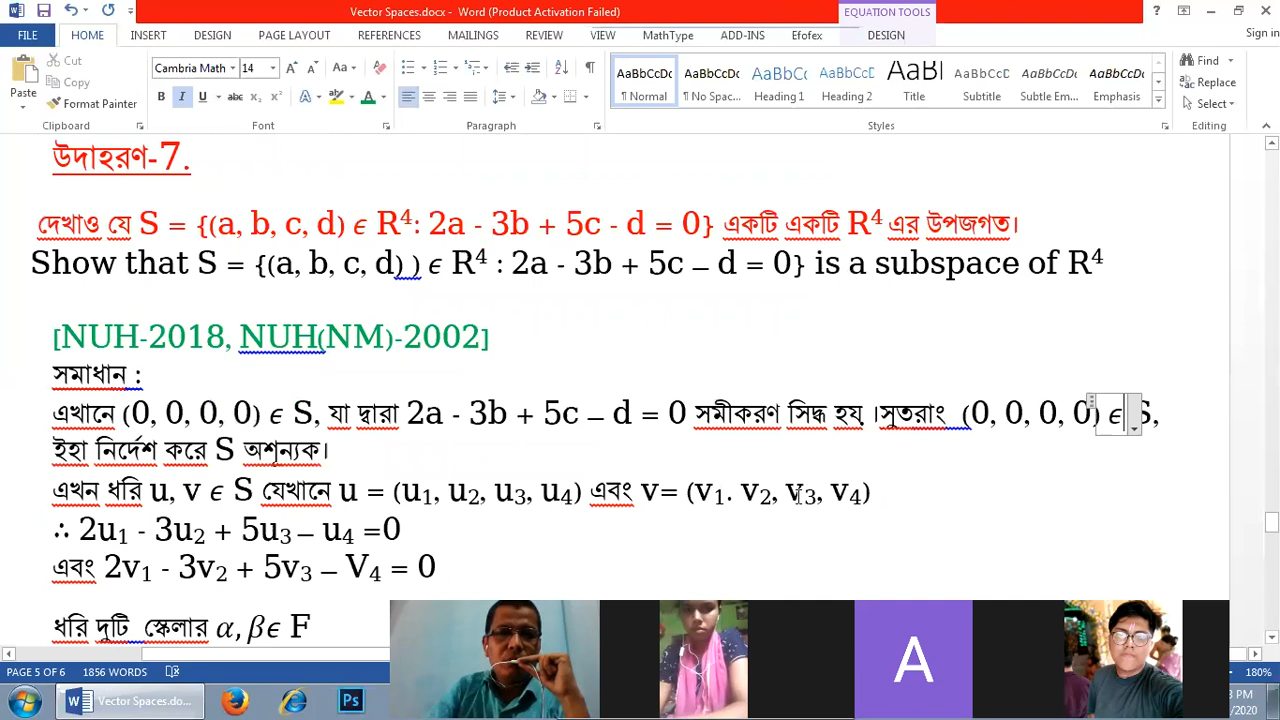 Vector Spaces.docx - Word (Product Activation Failed)
EQUATION TOOLS
FILE HOME INSERT DESIGN PAGE LAYOUT REFERENCES MAILINGS REVIEW VIEW MathType ADD-INS Efofex DESIGN Sign in
Cut
Copy
Format Painter
Paste
Clipboard
Cambria Math 14
Font
Paragraph
AaBbCcDc AaBbCcDc AaBbCc AaBbCcD AaBl AaBbCcD AaBbCcDc AaBbCcDc
¶ Normal ¶ No Spac... Heading 1 Heading 2 Title Subtitle Subtle Em... Emphasis
Styles
Find
Replace
Select
Editing
উদাহরণ-7.
দেখাও যে S = {(a, b, c, d) ϵ R⁴: 2a - 3b + 5c - d = 0} একটি একটি R⁴ এর উপজগত।
Show that S = {(a, b, c, d) ) ϵ R⁴ : 2a - 3b + 5c – d = 0} is a subspace of R⁴
[NUH-2018, NUH(NM)-2002]
সমাধান :
এখানে (0, 0, 0, 0) ϵ S, যা দ্বারা 2a - 3b + 5c – d = 0 সমীকরণ সিদ্ধ হয় ।সুতরাং (0, 0, 0, 0) ϵ S,
ইহা নির্দেশ করে S অশূন্যক।
এখন ধরি u, v ϵ S যেখানে u = (u₁, u₂, u₃, u₄) এবং v= (v₁. v₂, v₃, v₄)
∴ 2u₁ - 3u₂ + 5u₃ – u₄ =0
এবং 2v₁ - 3v₂ + 5v₃ – V₄ = 0
ধরি দুটি স্কেলার α, βϵ F
A
PAGE 5 OF 6 1856 WORDS 180%
Vector Spaces.do...
Ps